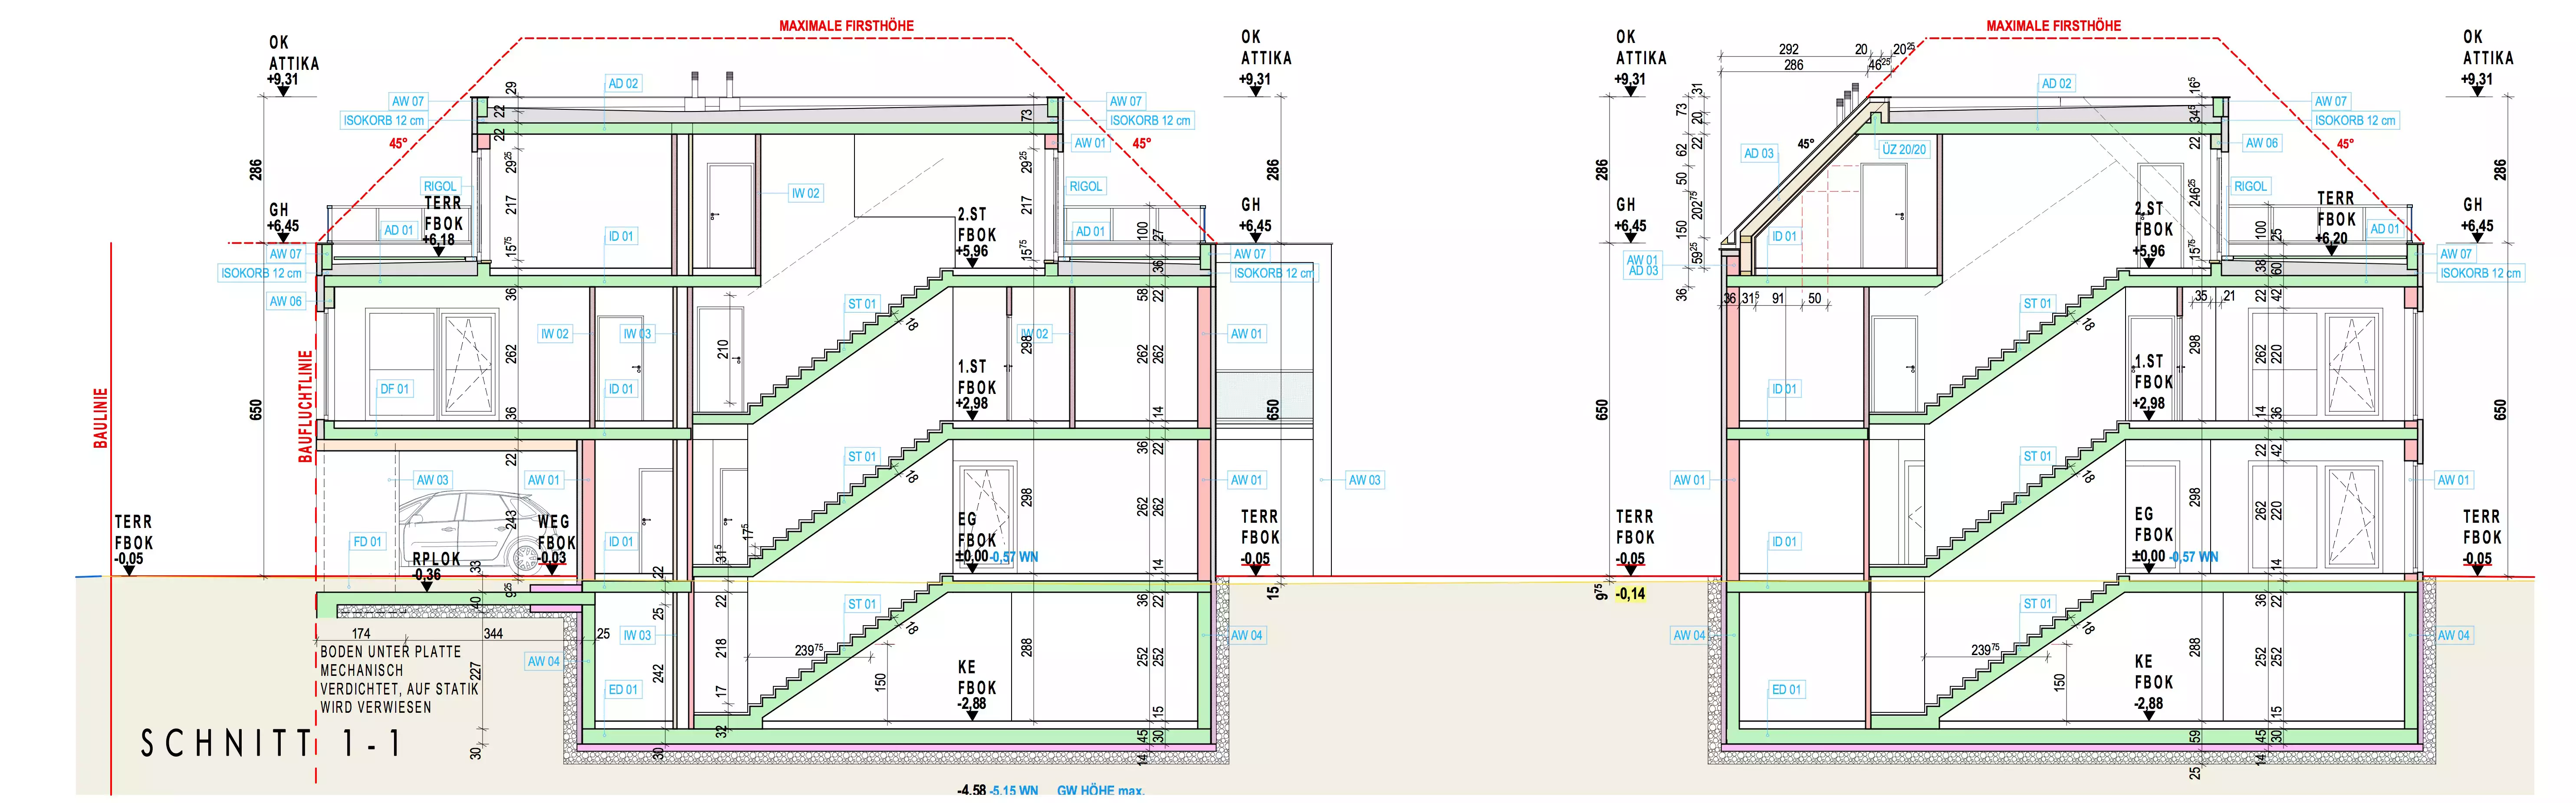 MAXIMALE FIRSTHÖHE
OK
ATTIKA
+9,31
286
GH
+6,45
650
BAULINIE
BAUFLUCHTLINIE
TERR
FBOK
-0,05
45°
AW 07
ISOKORB 12 cm
AD 02
29
22
22
29²⁵
217
15⁷⁵
RIGOL
TERR
FBOK
+6,18
AD 01
ID 01
AW 07
ISOKORB 12 cm
AW 06
IW 02
73
29²⁵
217
15⁷⁵
AW 07
ISOKORB 12 cm
AW 01
45°
RIGOL
AD 01
100
27
36
AW 07
ISOKORB 12 cm
OK
ATTIKA
+9,31
286
GH
+6,45
650
2.ST
FBOK
+5,96
36
262
36
DF 01
IW 02
IW 03
ID 01
210
ST 01
18
IW 02
298
58
22
262
262
14
AW 01
1.ST
FBOK
+2,98
22
243
AW 03
AW 01
FD 01
ID 01
WEG
FBOK
-0,03
RPLOK
-0,36
33
9²⁵
40
31⁵
17⁵
ST 01
18
EG
FBOK
±0,00 -0,57 WN
298
36
22
262
262
14
AW 01
AW 03
TERR
FBOK
-0,05
15
174
344
25
227
30
BODEN UNTER PLATTE
MECHANISCH
VERDICHTET, AUF STATIK
WIRD VERWIESEN
AW 04
IW 03
ED 01
22
25
242
30
22
218
17
32
239⁷⁵
150
ST 01
18
288
KE
FBOK
-2,88
36
22
252
252
15
45
30
14
AW 04
SCHNITT 1-1
-4,58 -5,15 WN GW HÖHE max.
MAXIMALE FIRSTHÖHE
OK
ATTIKA
+9,31
286
GH
+6,45
650
292
20
20²⁵
286
46²⁵
31
73
20
62
22
50
202⁷⁵
150
59²⁵
36
45°
AD 03
ÜZ 20/20
AD 02
16⁵
34⁵
22
246²⁵
15⁷⁵
AW 07
ISOKORB 12 cm
AW 06
45°
RIGOL
TERR
FBOK
+6,20
AD 01
100
25
38
60
AW 07
ISOKORB 12 cm
OK
ATTIKA
+9,31
286
GH
+6,45
650
ID 01
AW 01
AD 03
36
31⁵
91
50
2.ST
FBOK
+5,96
35
21
22
42
ST 01
18
298
262
220
14
36
ID 01
1.ST
FBOK
+2,98
22
42
AW 01
ID 01
ST 01
18
298
262
220
14
AW 01
EG
FBOK
±0,00 -0,57 WN
TERR
FBOK
-0,05
9⁷⁵
-0,14
TERR
FBOK
-0,05
AW 04
ED 01
ST 01
18
239⁷⁵
150
288
36
22
252
252
15
KE
FBOK
-2,88
59
45
30
14
25
AW 04